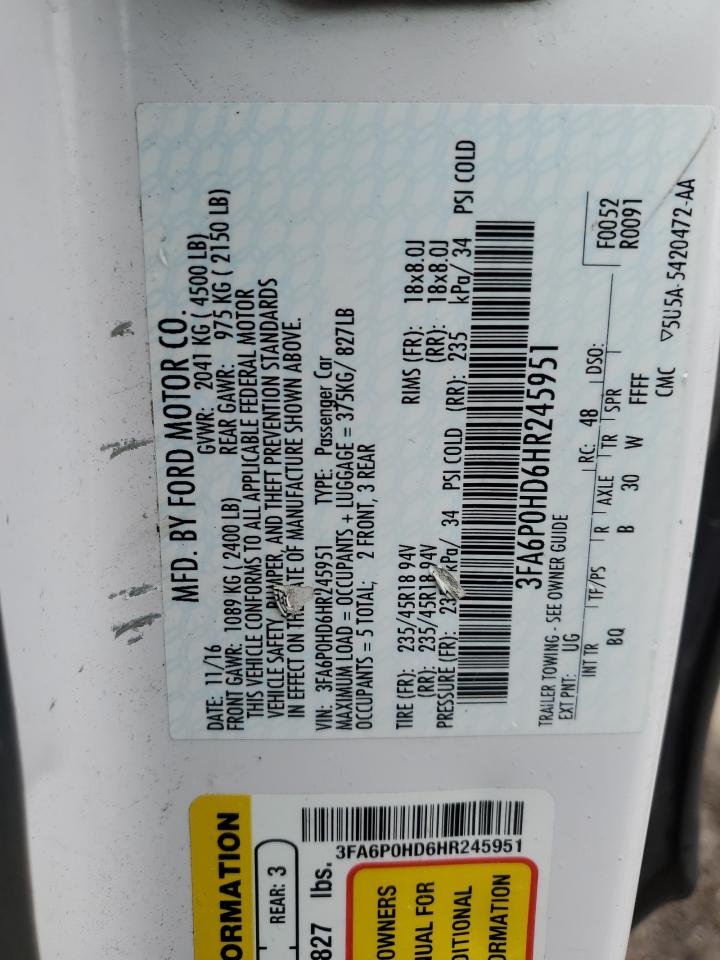 MFD. BY FORD MOTOR CO.
DATE: 11/16 GVWR: 2041 KG ( 4500 LB)
FRONT GAWR: 1089 KG (2400 LB) REAR GAWR: 975 KG ( 2150 LB)
THIS VEHICLE CONFORMS TO ALL APPLICABLE FEDERAL MOTOR
VEHICLE SAFETY, BUMPER, AND THEFT PREVENTION STANDARDS
IN EFFECT ON THE DATE OF MANUFACTURE SHOWN ABOVE.
VIN: 3FA6P0HD6HR245951 TYPE: Passenger Car
MAXIMUM LOAD = OCCUPANTS + LUGGAGE = 375KG/ 827LB
OCCUPANTS = 5 TOTAL; 2 FRONT, 3 REAR
TIRE (FR): 235/45R18 94V RIMS (FR): 18x8.0J
(RR): 235/45R18 94V (RR): 18x8.0J
PRESSURE (FR): 235 kPa/ 34 PSI COLD (RR): 235 kPa/ 34 PSI COLD
3FA6P0HD6HR245951
TRAILER TOWING - SEE OWNER GUIDE
EXT PNT: UG RC: 48 DSO: F0052
R0091
INT TR TF/PS R AXLE TR SPR
BQ B 30 W FFFF
CMC ▽5U5A-5420472-AA
ORMATION
REAR: 3
827 lbs.
3FA6P0HD6HR245951
OWNERS
NUAL FOR
DITIONAL
ORMATION